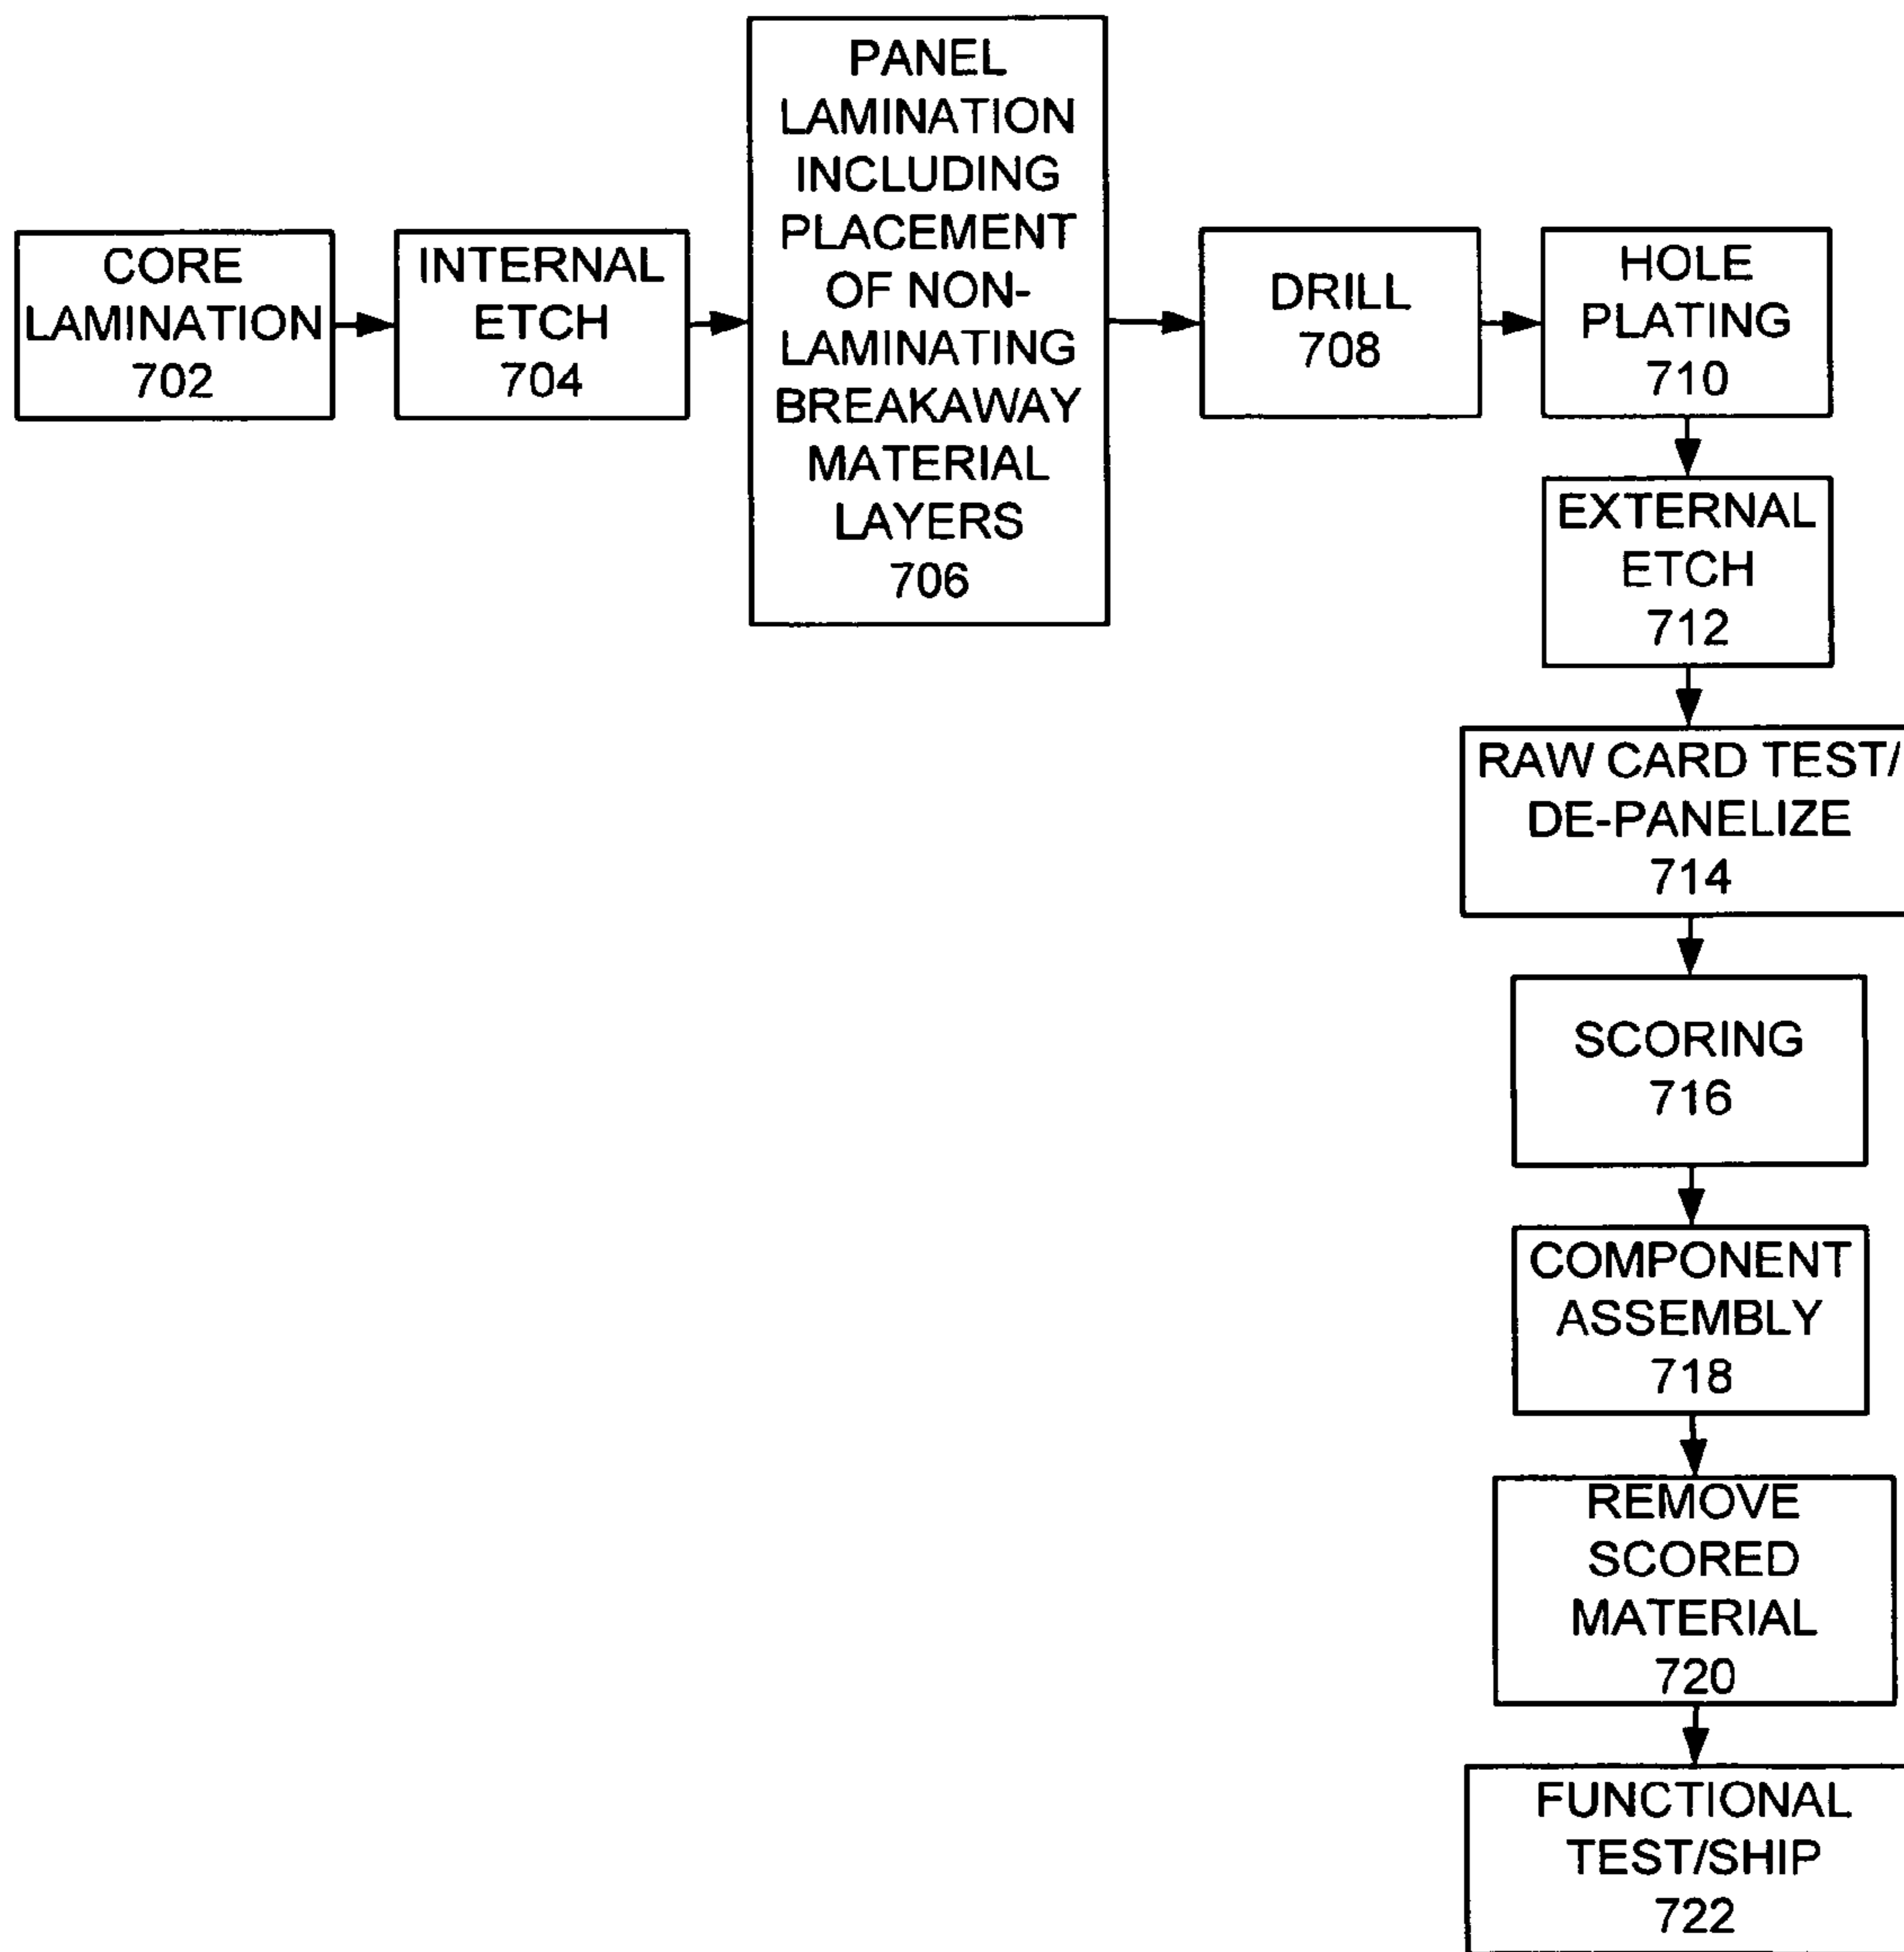 CORE
LAMINATION
702
INTERNAL
ETCH
704
PANEL
LAMINATION
INCLUDING
PLACEMENT
OF NON-
LAMINATING
BREAKAWAY
MATERIAL
LAYERS
706
DRILL
708
HOLE
PLATING
710
EXTERNAL
ETCH
712
RAW CARD TEST/
DE-PANELIZE
714
SCORING
716
COMPONENT
ASSEMBLY
718
REMOVE
SCORED
MATERIAL
720
FUNCTIONAL
TEST/SHIP
722